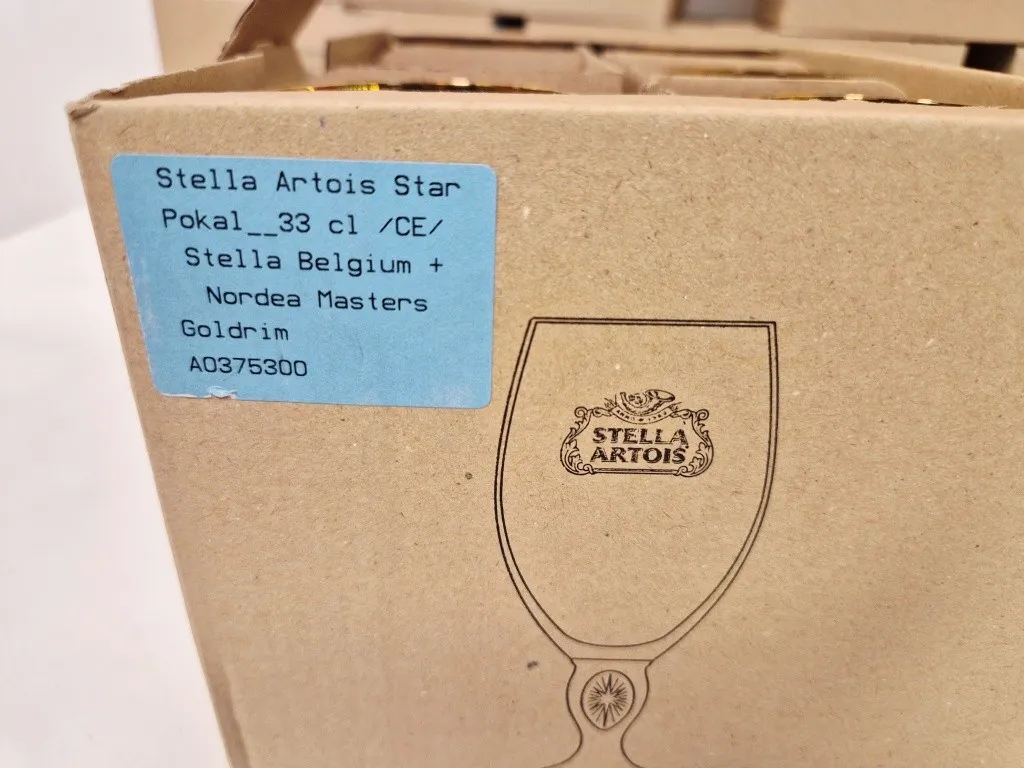 Stella Artois Star
Pokal__33 cl /CE/
Stella Belgium +
Nordea Masters
Goldrim
A0375300
STELLA
ARTOIS